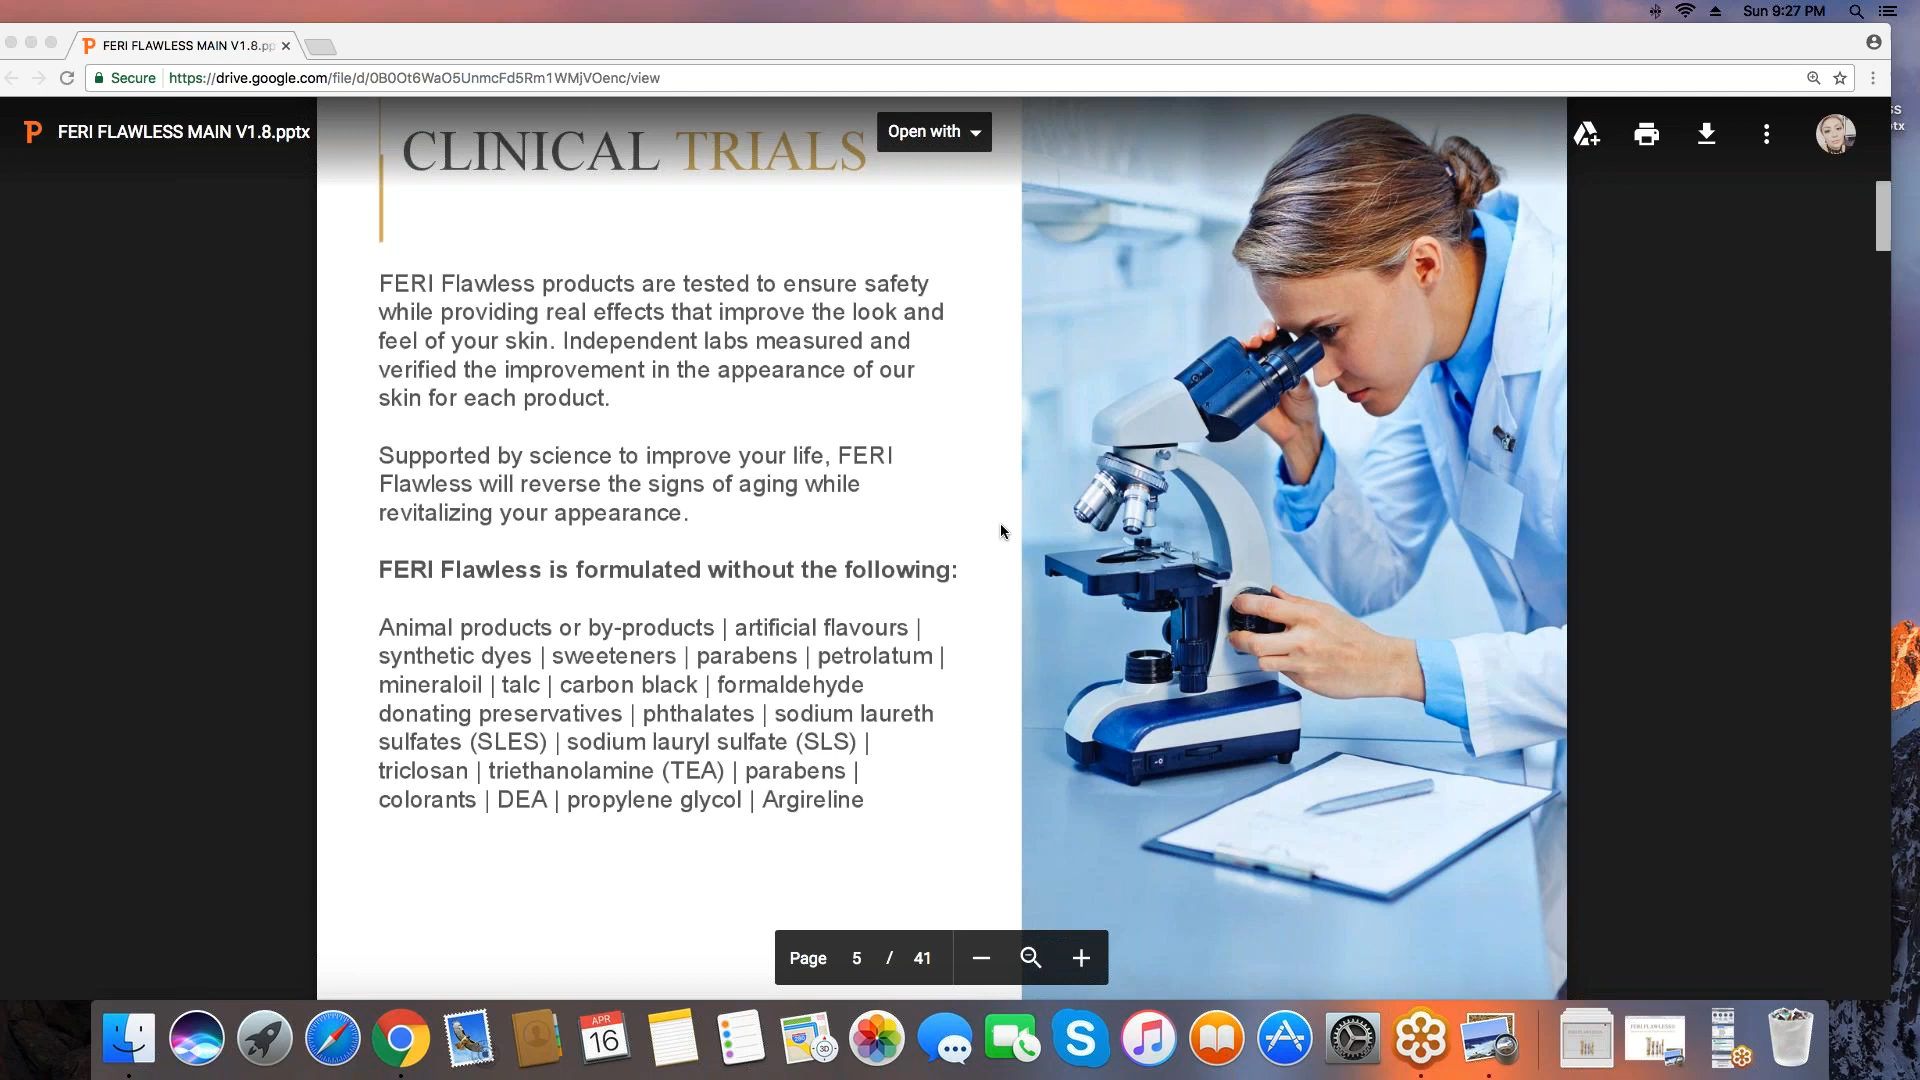 Sun 9:27 PM
FERI FLAWLESS MAIN V1.8.pp
Secure
https://drive.google.com/file/d/0B0Ot6WaO5UnmcFd5Rm1WMjVOenc/view
FERI FLAWLESS MAIN V1.8.pptx
Open with
CLINICAL TRIALS
FERI Flawless products are tested to ensure safety
while providing real effects that improve the look and
feel of your skin. Independent labs measured and
verified the improvement in the appearance of our
skin for each product.
Supported by science to improve your life, FERI
Flawless will reverse the signs of aging while
revitalizing your appearance.
FERI Flawless is formulated without the following:
Animal products or by-products | artificial flavours |
synthetic dyes | sweeteners | parabens | petrolatum |
mineraloil | talc | carbon black | formaldehyde
donating preservatives | phthalates | sodium laureth
sulfates (SLES) | sodium lauryl sulfate (SLS) |
triclosan | triethanolamine (TEA) | parabens |
colorants | DEA | propylene glycol | Argireline
Page 5 / 41
APR
16